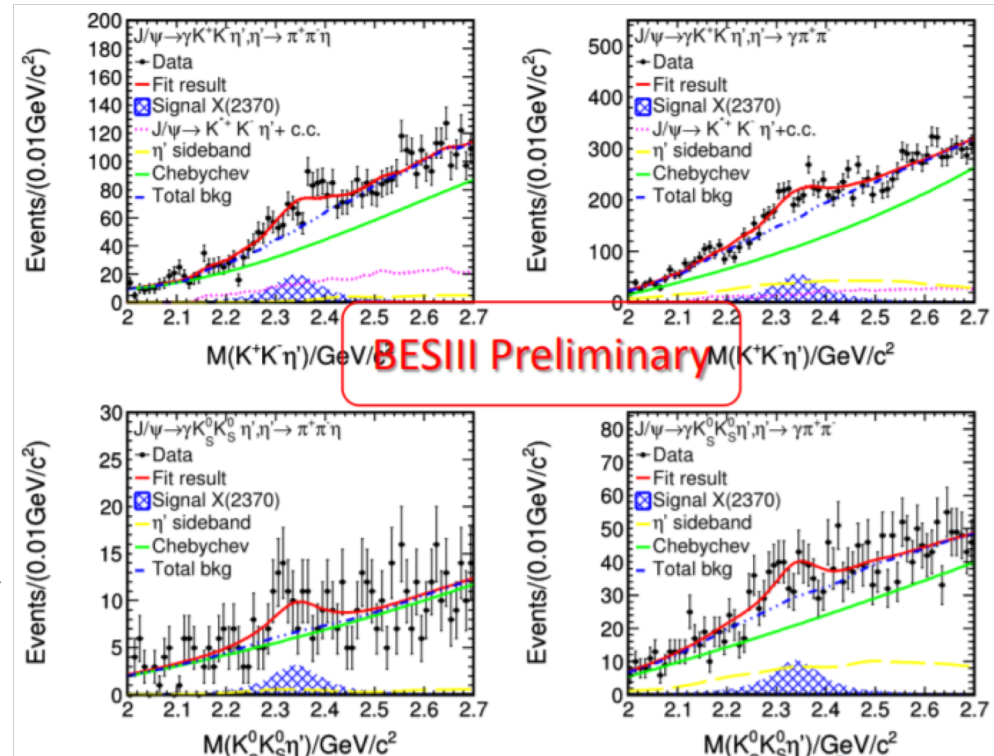 J/ψ→γK⁺K⁻η',η'→ π⁺π⁻η
Data
Fit result
Signal X(2370)
J/ψ→ K*⁺ K⁻ η'+ c.c.
η' sideband
Chebychev
Total bkg
Events/(0.01GeV/c²)
200
180
160
140
120
100
80
60
40
20
0
2 2.1 2.2 2.3 2.4 2.5 2.6 2.7
M(K⁺K⁻η')/GeV/c²
J/ψ→γK⁺K⁻η',η'→ γπ⁺π⁻
Data
Fit result
Signal X(2370)
J/ψ→ K*⁺ K⁻ η'+c.c.
η' sideband
Chebychev
Total bkg
Events/(0.01GeV/c²)
500
400
300
200
100
0
2 2.1 2.2 2.3 2.4 2.5 2.6 2.7
M(K⁺K⁻η')/GeV/c²
BESIII Preliminary
J/ψ→γK⁰_S K⁰_S η',η'→ π⁺π⁻η
Data
Fit result
Signal X(2370)
η' sideband
Chebychev
Total bkg
Events/(0.01GeV/c²)
30
25
20
15
10
5
0
2 2.1 2.2 2.3 2.4 2.5 2.6 2.7
M(K⁰_S K⁰_S η')/GeV/c²
J/ψ→γK⁰_S K⁰_S η',η'→ γπ⁺π⁻
Data
Fit result
Signal X(2370)
η' sideband
Chebychev
Total bkg
Events/(0.01GeV/c²)
80
70
60
50
40
30
20
10
0
2 2.1 2.2 2.3 2.4 2.5 2.6 2.7
M(K⁰_S K⁰_S η')/GeV/c²